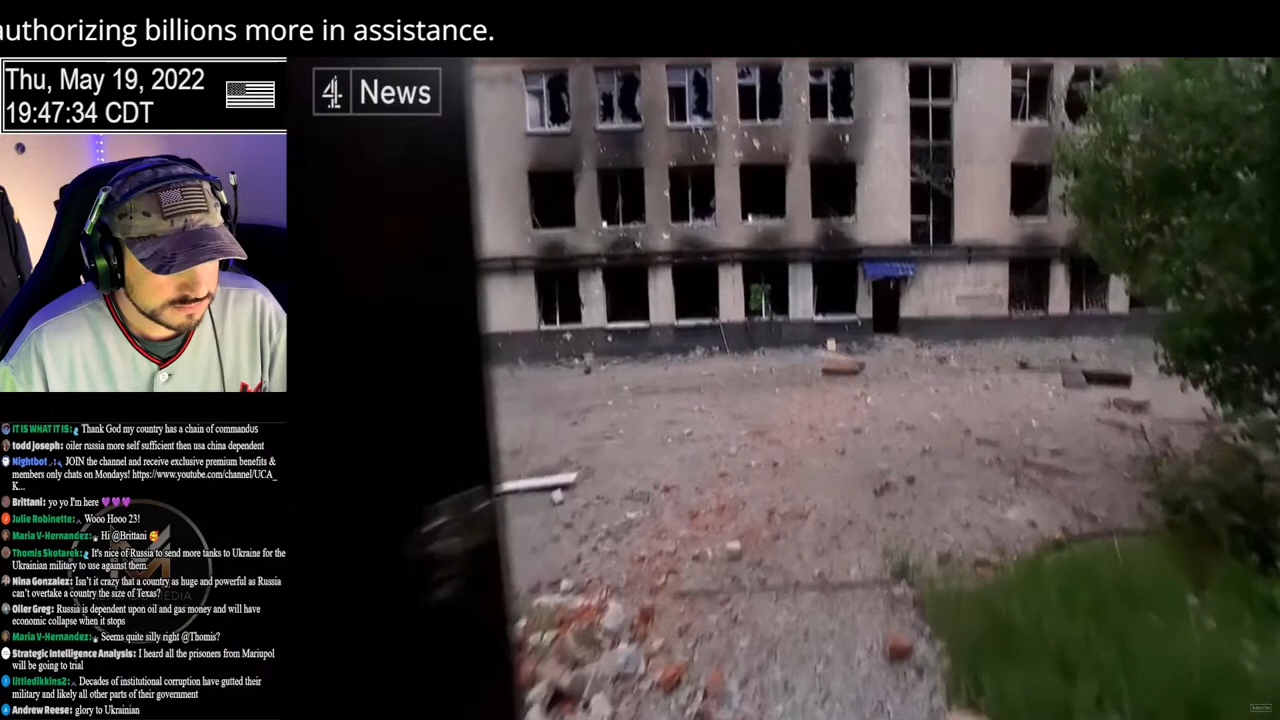 authorizing billions more in assistance.
Thu, May 19, 2022
19:47:34 CDT
4 News
IT IS WHAT IT IS: Thank God my country has a chain of commandus
todd joseph: oiler russia more self sufficient then usa china dependent
Nightbot: JOIN the channel and receive exclusive premium benefits &
members only chats on Mondays! https://www.youtube.com/channel/UCA_
K...
Brittani: yo yo I'm here 💜💜💜
Julie Robinette: Wooo Hooo 23!
Maria V-Hernandez: Hi @Brittani 🥰
Thomis Skotarek: It's nice of Russia to send more tanks to Ukraine for the
Ukrainian military to use against them.
Nina Gonzalez: Isn't it crazy that a country as huge and powerful as Russia
can't overtake a country the size of Texas?
Oiler Greg: Russia is dependent upon oil and gas money and will have
economic collapse when it stops
Maria V-Hernandez: Seems quite silly right @Thomis?
Strategic Intelligence Analysis: I heard all the prisoners from Mariupol
will be going to trial
littledikkins2: Decades of institutional corruption have gutted their
military and likely all other parts of their government
Andrew Reese: glory to Ukrainian